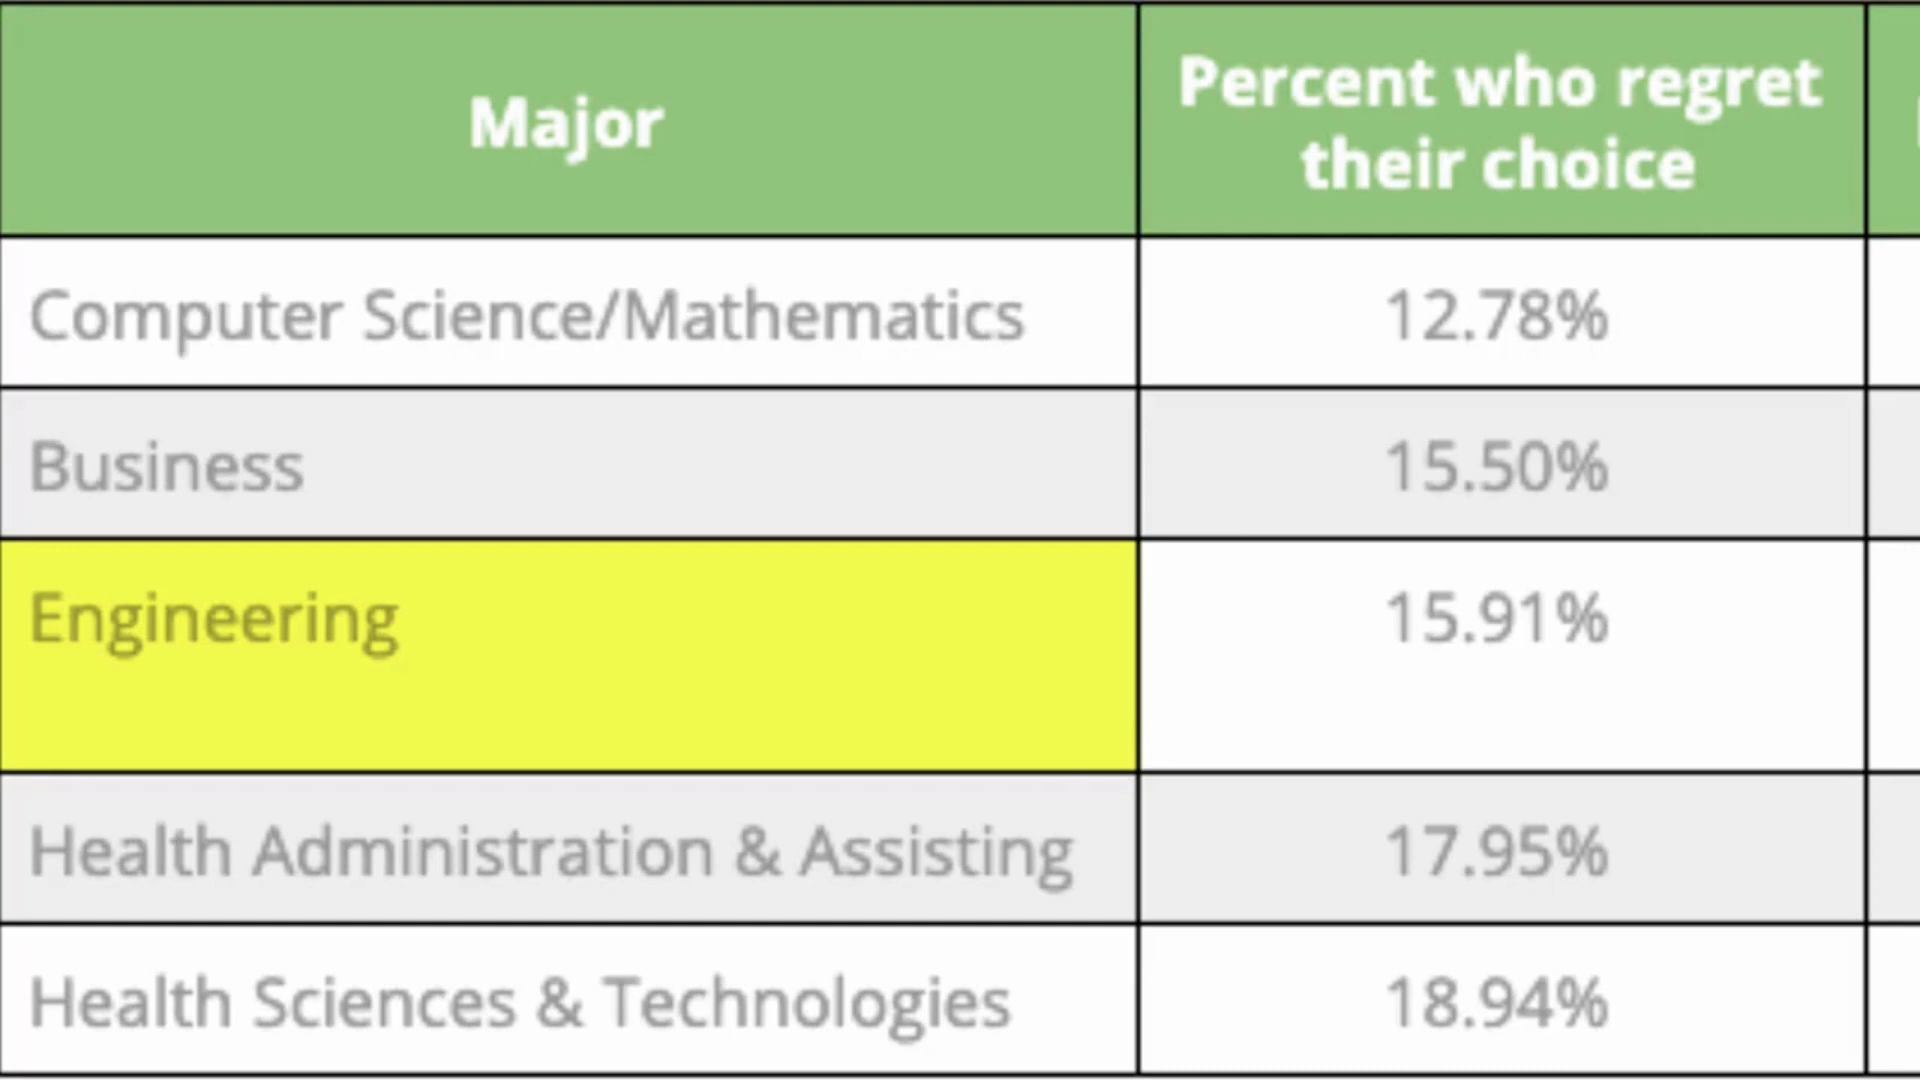 Major
Percent who regret
their choice
Computer Science/Mathematics
12.78%
Business
15.50%
Engineering
15.91%
Health Administration & Assisting
17.95%
Health Sciences & Technologies
18.94%